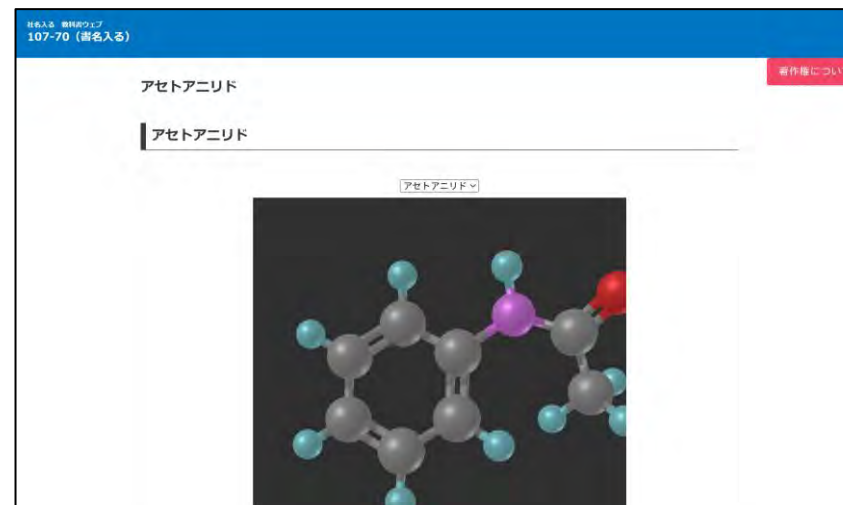 社名入る 教科書ウェブ
107-70（書名入る）
著作権につい
アセトアニリド
アセトアニリド
アセトアニリド